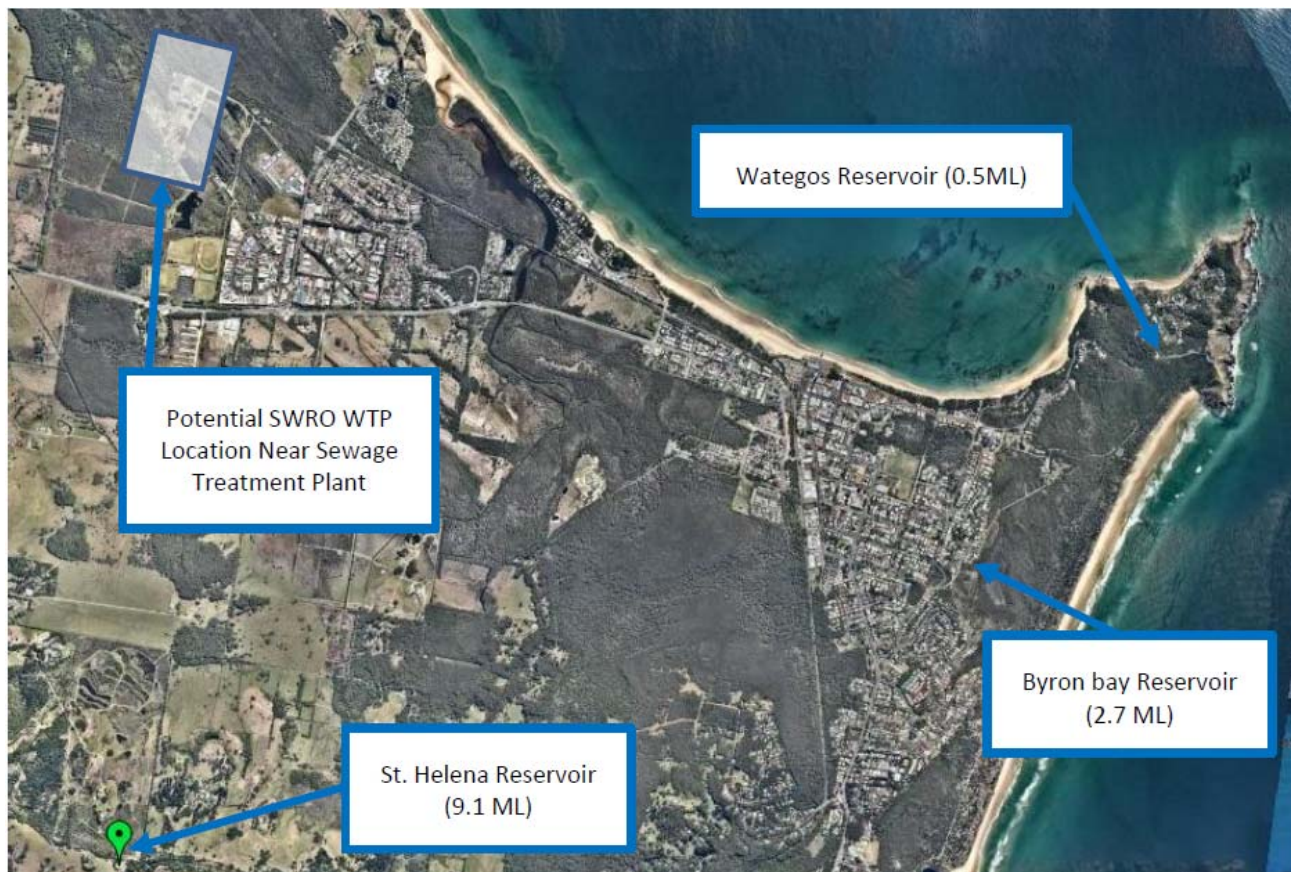 Wategos Reservoir (0.5ML)
Potential SWRO WTP
Location Near Sewage
Treatment Plant
Byron bay Reservoir
(2.7 ML)
St. Helena Reservoir
(9.1 ML)